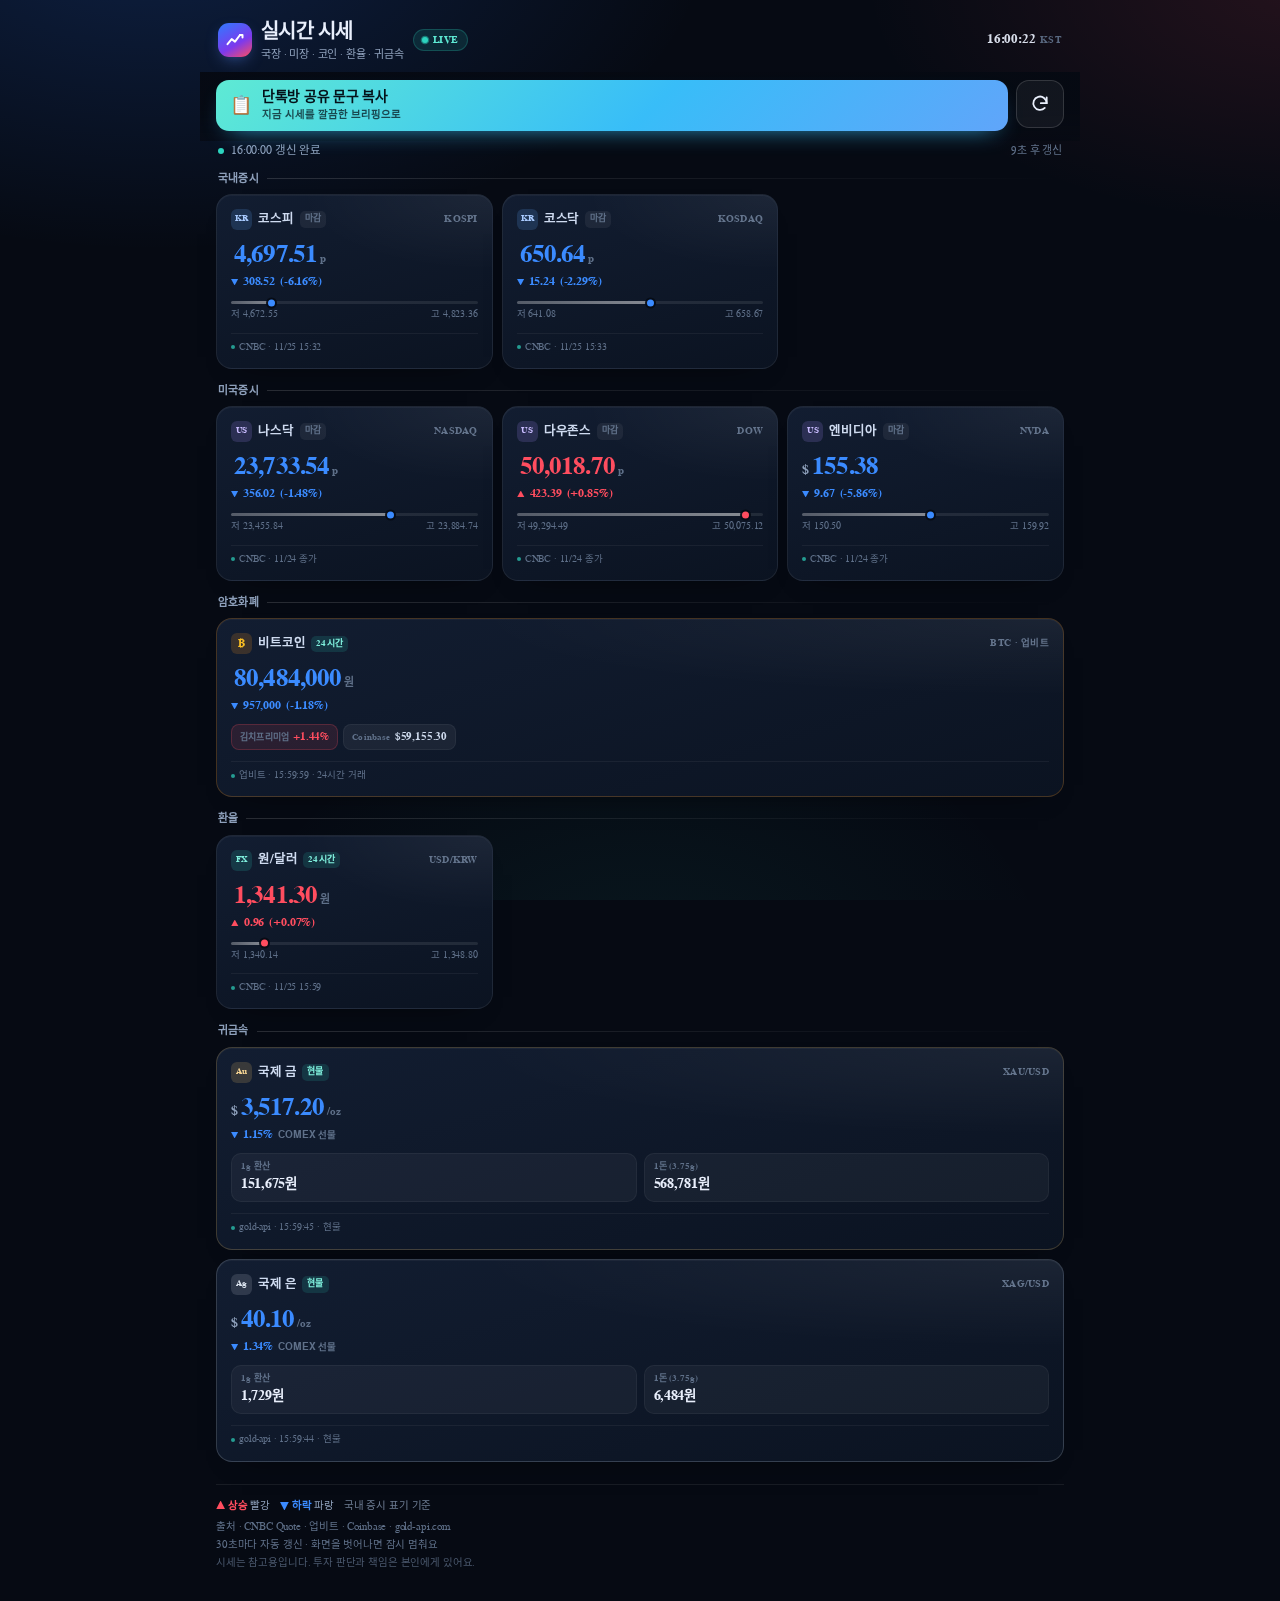 실시간 시세
국장 · 미장 · 코인 · 환율 · 귀금속
LIVE
16:00:22 KST
단톡방 공유 문구 복사
지금 시세를 깔끔한 브리핑으로
16:00:00 갱신 완료
9초 후 갱신
국내증시
KR 코스피 마감 KOSPI
4,697.51 p
▼ 308.52 (-6.16%)
저 4,672.55 고 4,823.36
CNBC · 11/25 15:32
KR 코스닥 마감 KOSDAQ
650.64 p
▼ 15.24 (-2.29%)
저 641.08 고 658.67
CNBC · 11/25 15:33
미국증시
US 나스닥 마감 NASDAQ
23,733.54 p
▼ 356.02 (-1.48%)
저 23,455.84 고 23,884.74
CNBC · 11/24 종가
US 다우존스 마감 DOW
50,018.70 p
▲ 423.39 (+0.85%)
저 49,294.49 고 50,075.12
CNBC · 11/24 종가
US 엔비디아 마감 NVDA
$ 155.38
▼ 9.67 (-5.86%)
저 150.50 고 159.92
CNBC · 11/24 종가
암호화폐
₿ 비트코인 24시간 BTC · 업비트
80,484,000 원
▼ 957,000 (-1.18%)
김치프리미엄 +1.44% Coinbase $59,155.30
업비트 · 15:59:59 · 24시간 거래
환율
FX 원/달러 24시간 USD/KRW
1,341.30 원
▲ 0.96 (+0.07%)
저 1,340.14 고 1,348.80
CNBC · 11/25 15:59
귀금속
Au 국제 금 현물 XAU/USD
$ 3,517.20 /oz
▼ 1.15% COMEX 선물
1g 환산
151,675원
1돈 (3.75g)
568,781원
gold-api · 15:59:45 · 현물
Ag 국제 은 현물 XAG/USD
$ 40.10 /oz
▼ 1.34% COMEX 선물
1g 환산
1,729원
1돈 (3.75g)
6,484원
gold-api · 15:59:44 · 현물
▲ 상승 빨강 ▼ 하락 파랑 국내 증시 표기 기준
출처 · CNBC Quote · 업비트 · Coinbase · gold-api.com
30초마다 자동 갱신 · 화면을 벗어나면 잠시 멈춰요
시세는 참고용입니다. 투자 판단과 책임은 본인에게 있어요.